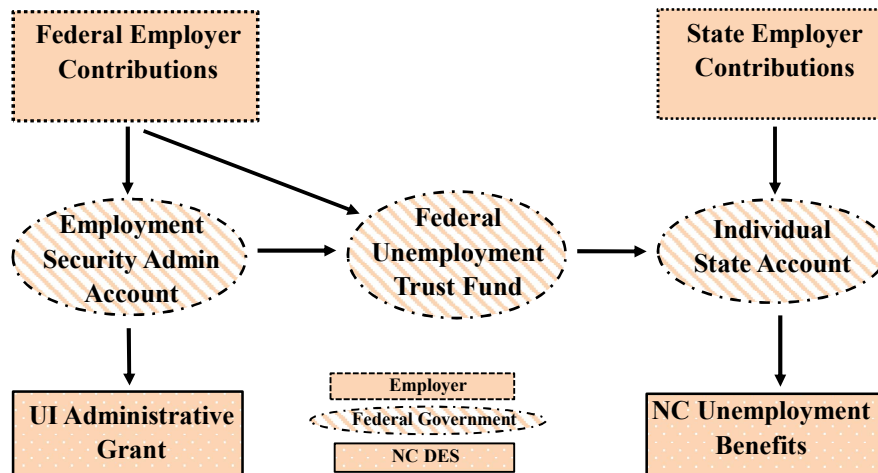 Federal Employer
Contributions
State Employer
Contributions
Employment
Security Admin
Account
Federal
Unemployment
Trust Fund
Individual
State Account
UI Administrative
Grant
Employer
Federal Government
NC DES
NC Unemployment
Benefits